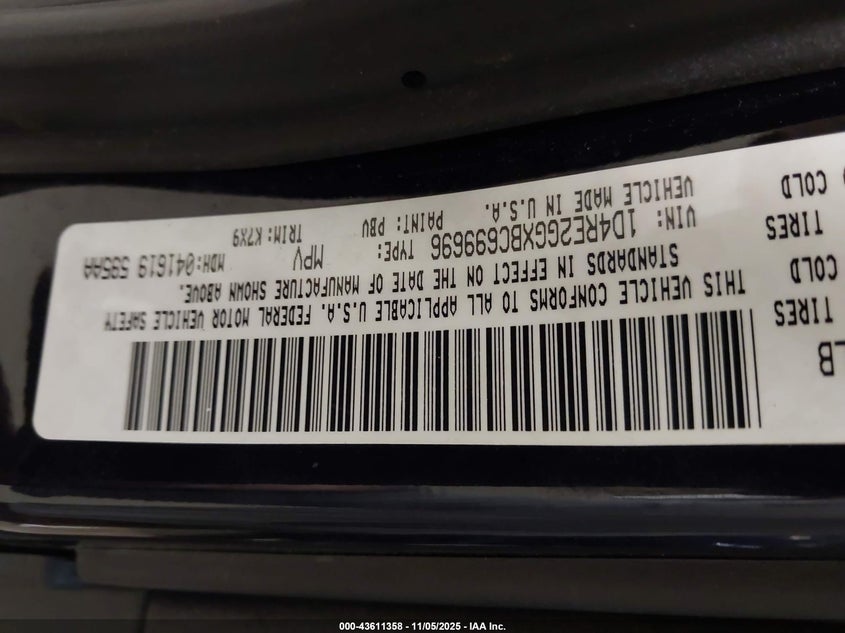 LB
TIRES
COLD
TIRES
COLD
THIS VEHICLE CONFORMS TO ALL APPLICABLE U.S.A. FEDERAL MOTOR VEHICLE SAFETY
STANDARDS IN EFFECT ON THE DATE OF MANUFACTURE SHOWN ABOVE.
VIN: 1D4RE2GGXBC699696 TYPE: MPV MDH:041619 595AA
VEHICLE MADE IN U.S.A. PAINT: PBV TRIM: K7X9
000-43611358 - 11/05/2025 - IAA Inc.